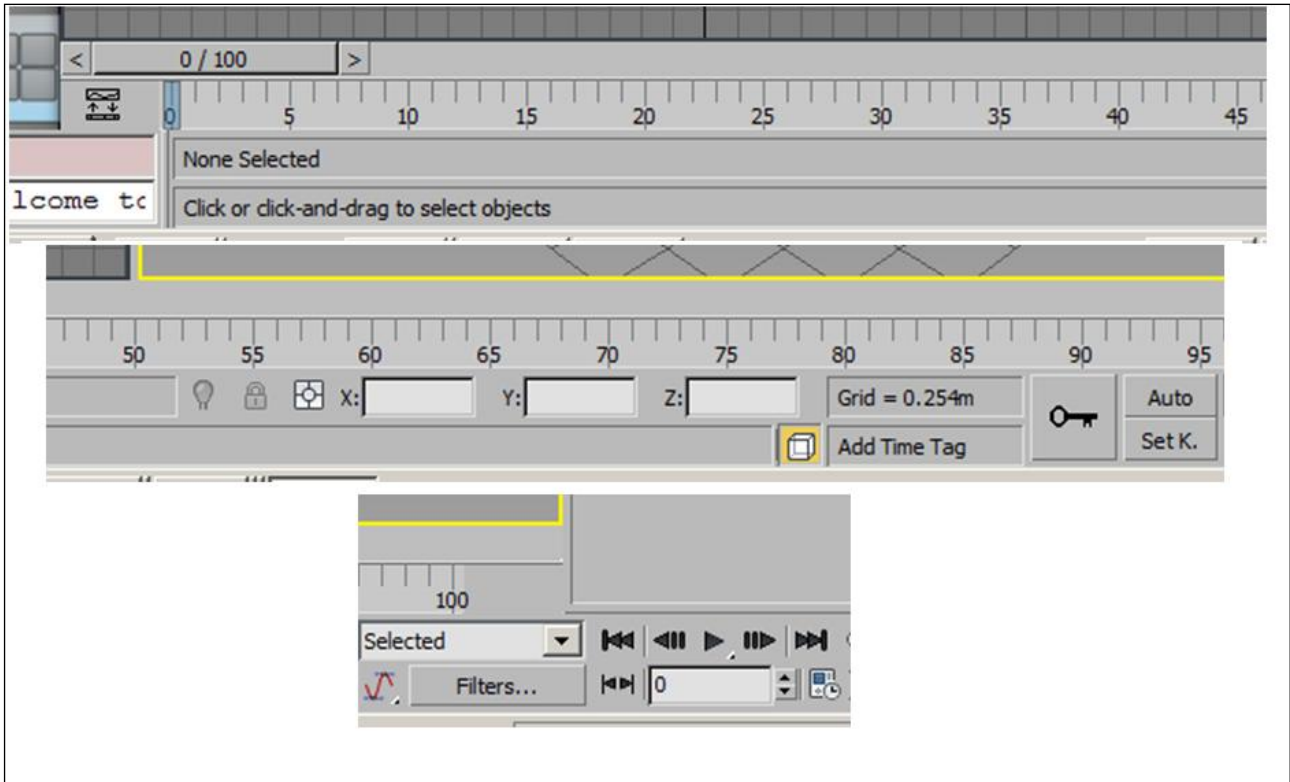 < 0 / 100 >
0 5 10 15 20 25 30 35 40 45
None Selected
lcome to
Click or click-and-drag to select objects
50 55 60 65 70 75 80 85 90 95
X: Y: Z: Grid = 0.254m Auto
Add Time Tag Set K.
100
Selected
Filters... 0